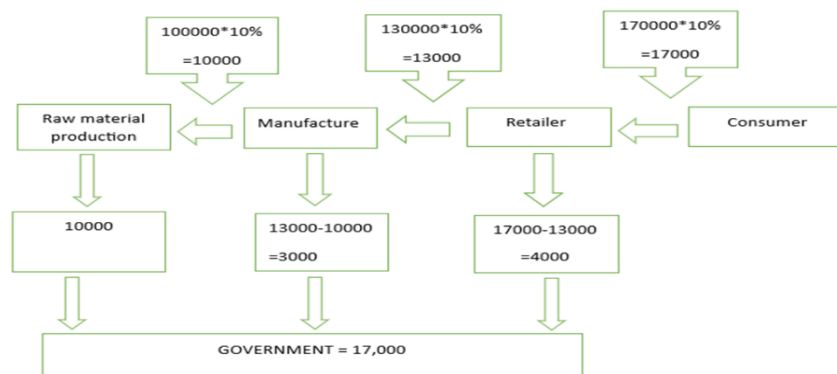 100000*10%
=10000
130000*10%
=13000
170000*10%
=17000
Raw material
production
Manufacture
Retailer
Consumer
10000
13000-10000
=3000
17000-13000
=4000
GOVERNMENT = 17,000